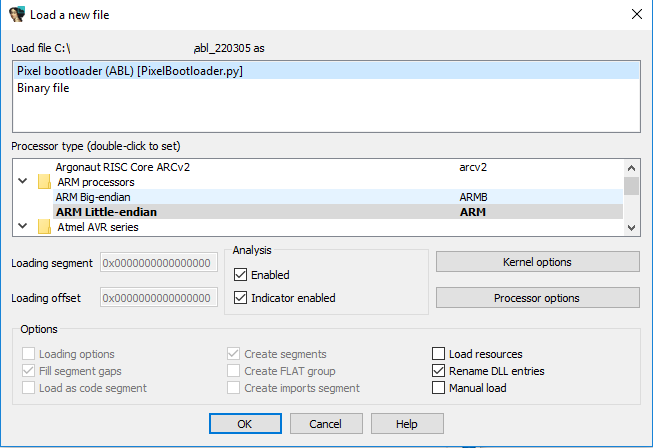 Load a new file
Load file C:\ abl_220305 as
Pixel bootloader (ABL) [PixelBootloader.py]
Binary file
Processor type (double-click to set)
Argonaut RISC Core ARCv2 arcv2
ARM processors
ARM Big-endian ARMB
ARM Little-endian ARM
Atmel AVR series
Loading segment 0x0000000000000000
Loading offset 0x0000000000000000
Analysis
Enabled
Indicator enabled
Kernel options
Processor options
Options
Loading options Create segments Load resources
Fill segment gaps Create FLAT group Rename DLL entries
Load as code segment Create imports segment Manual load
OK Cancel Help